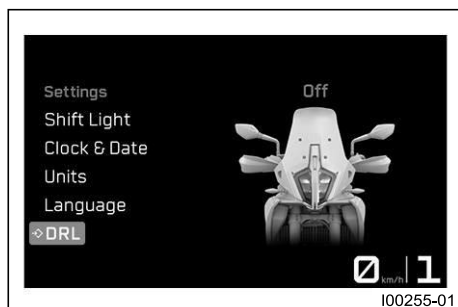 Settings
Off
Shift Light
Clock & Date
Units
Language
DRL
0 km/h 1
I00255-01